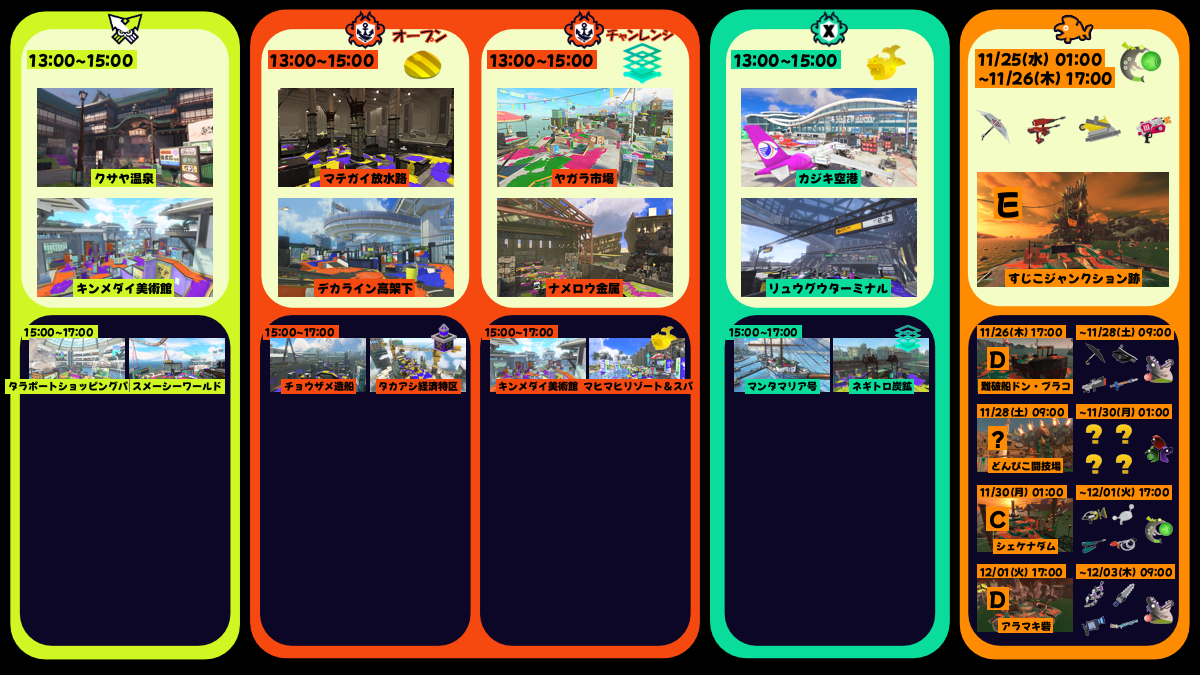 13:00~15:00
クサヤ温泉
キンメダイ美術館
15:00~17:00
タラポートショッピングパ
スメーシーワールド
オープン
13:00~15:00
マテガイ放水路
デカライン高架下
15:00~17:00
チョウザメ造船
タカアシ経済特区
チャンレンジ
13:00~15:00
ヤガラ市場
ナメロウ金属
15:00~17:00
キンメダイ美術館
マヒマヒリゾート&スパ
X
13:00~15:00
カジキ空港
リュウグウターミナル
15:00~17:00
マンタマリア号
ネギトロ炭鉱
11/25(水) 01:00
~11/26(木) 17:00
E
すじこジャンクション跡
11/26(木) 17:00 ~11/28(土) 09:00
D
難破船ドン・ブラコ
11/28(土) 09:00 ~11/30(月) 01:00
?
? ?
? ?
どんぴこ闘技場
11/30(月) 01:00 ~12/01(火) 17:00
C
シェケナダム
12/01(火) 17:00 ~12/03(木) 09:00
D
アラマキ砦